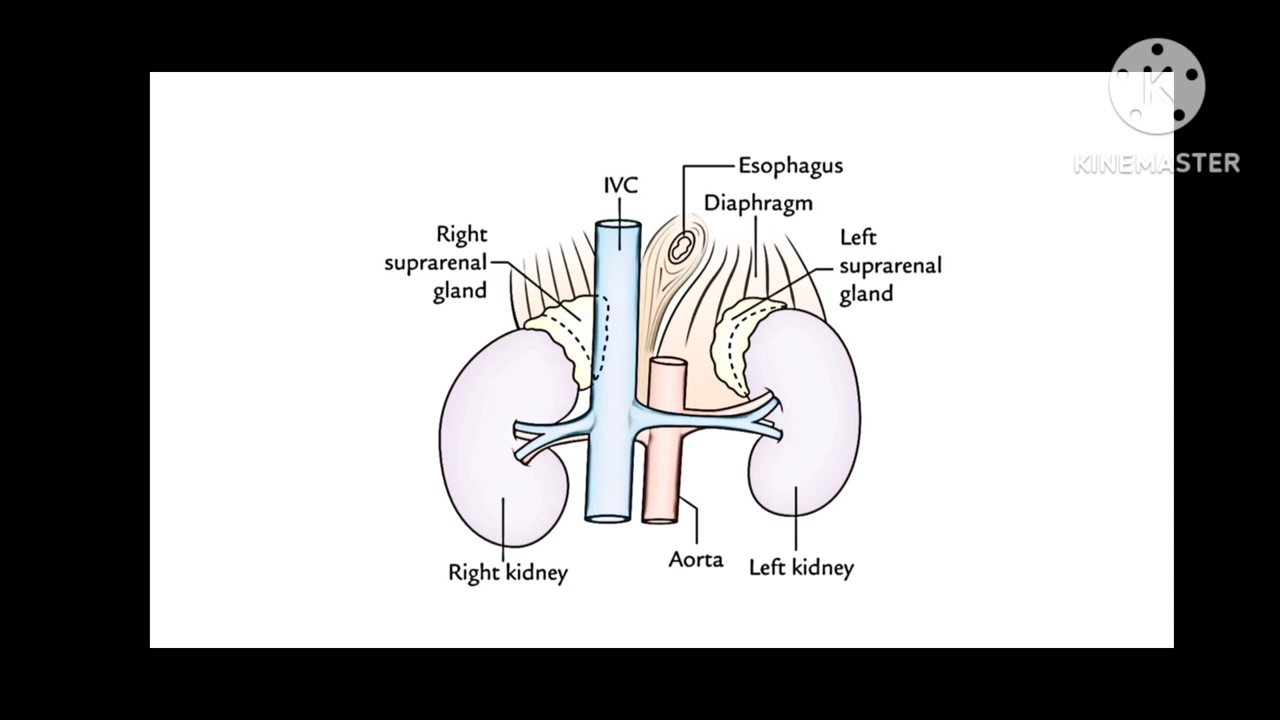 KINEMASTER
Esophagus
IVC
Diaphragm
Right
suprarenal
gland
Left
suprarenal
gland
Aorta
Left kidney
Right kidney